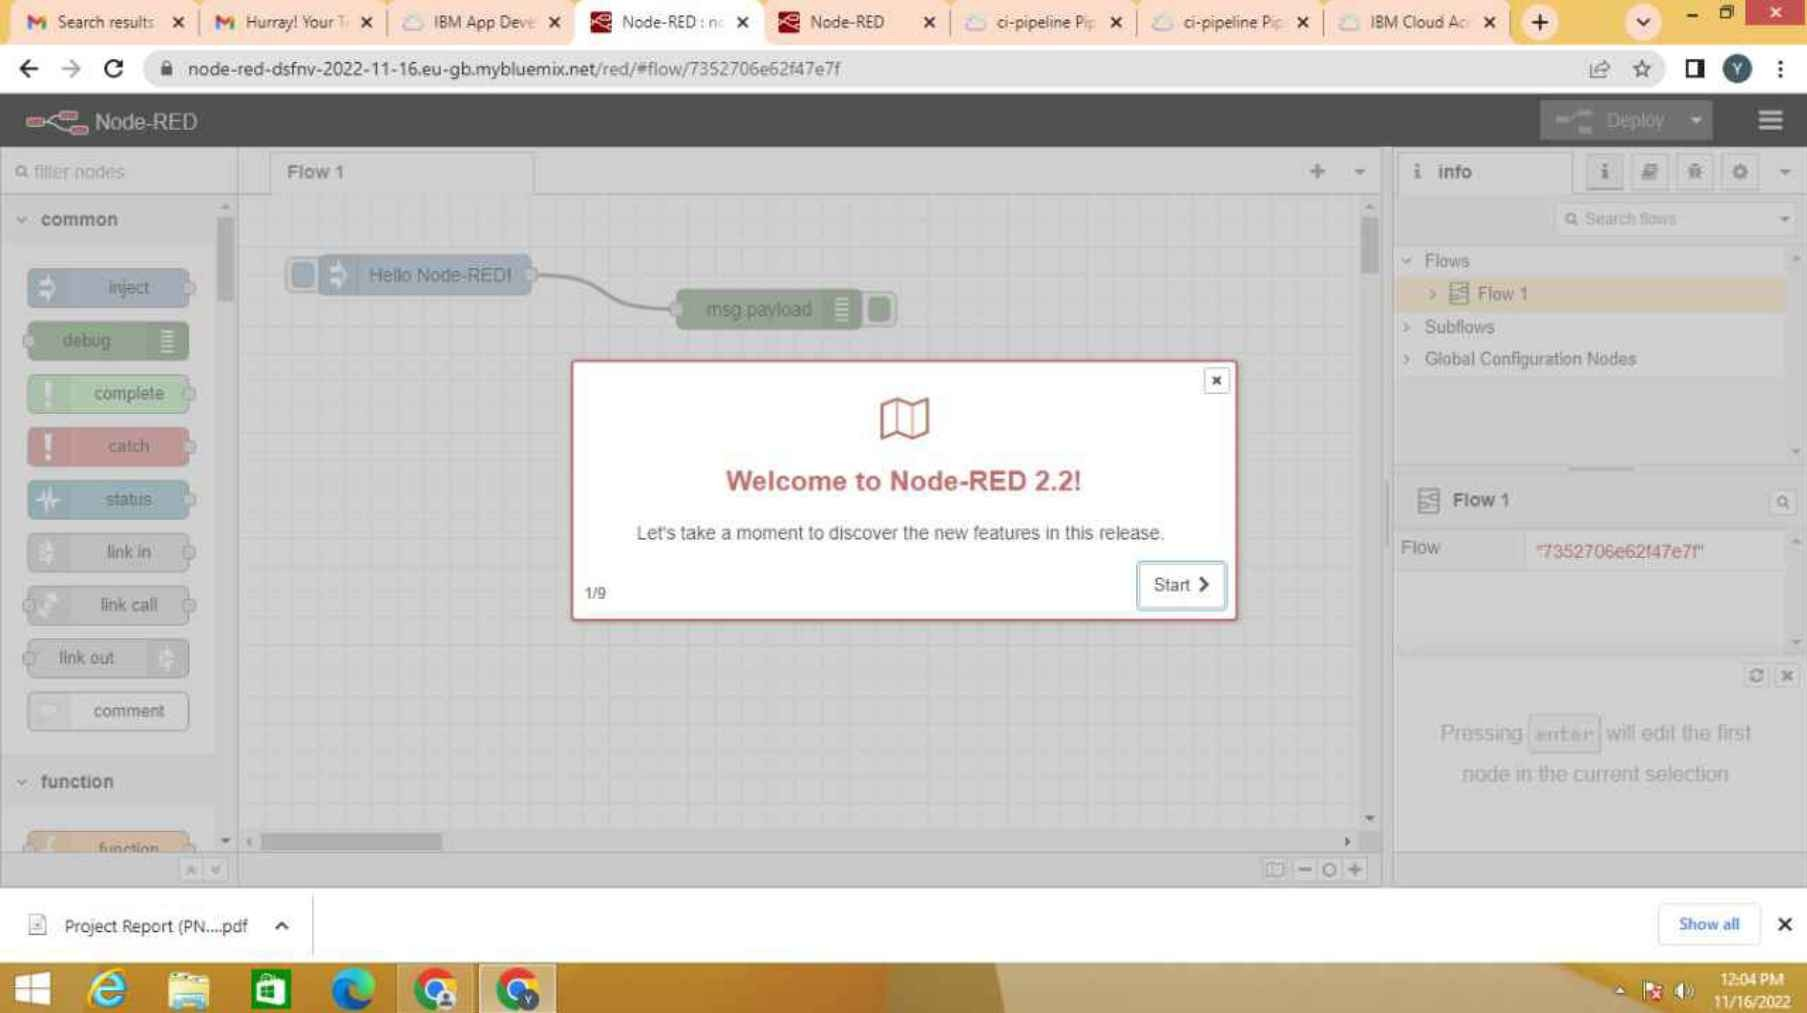 Search results
Hurray! Your T
IBM App Deve
Node-RED : no
Node-RED
ci-pipeline Pip
ci-pipeline Pip
IBM Cloud Acc
node-red-dsfnv-2022-11-16.eu-gb.mybluemix.net/red/#flow/7352706e62f47e7f
Y
Node-RED
Deploy
filter nodes
Flow 1
info
common
Search flows
Flows
Hello Node-RED!
inject
Flow 1
msg.payload
debug
Subflows
Global Configuration Nodes
complete
catch
Welcome to Node-RED 2.2!
status
Flow 1
Let's take a moment to discover the new features in this release.
link in
Flow
"7352706e62f47e7f"
1/9
Start
link call
link out
comment
Pressing enter will edit the first
node in the current selection
function
function
Project Report (PN....pdf
Show all
12:04 PM
11/16/2022